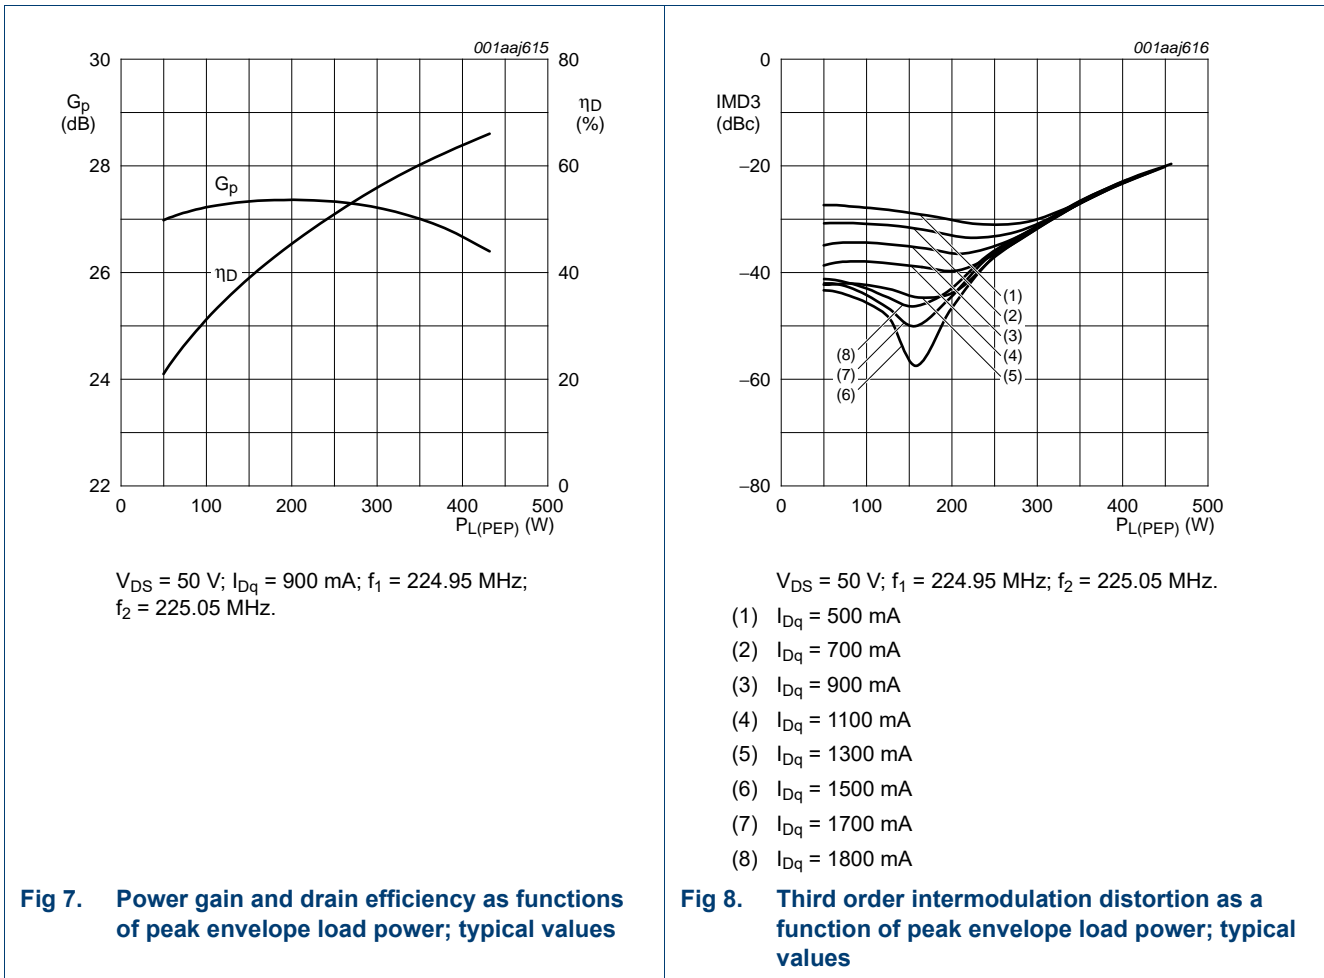 001aaj615
30
80
Gp
(dB)
ηD
(%)
28
60
Gp
26
ηD
40
24
20
22
0
0
100
200
300
400
500
PL(PEP) (W)
VDS = 50 V; IDq = 900 mA; f1 = 224.95 MHz;
f2 = 225.05 MHz.
Fig 7. Power gain and drain efficiency as functions
of peak envelope load power; typical values
001aaj616
0
IMD3
(dBc)
−20
−40
(1)
(2)
(3)
(4)
(5)
(8)
(7)
(6)
−60
−80
0
100
200
300
400
500
PL(PEP) (W)
VDS = 50 V; f1 = 224.95 MHz; f2 = 225.05 MHz.
(1) IDq = 500 mA
(2) IDq = 700 mA
(3) IDq = 900 mA
(4) IDq = 1100 mA
(5) IDq = 1300 mA
(6) IDq = 1500 mA
(7) IDq = 1700 mA
(8) IDq = 1800 mA
Fig 8. Third order intermodulation distortion as a
function of peak envelope load power; typical
values